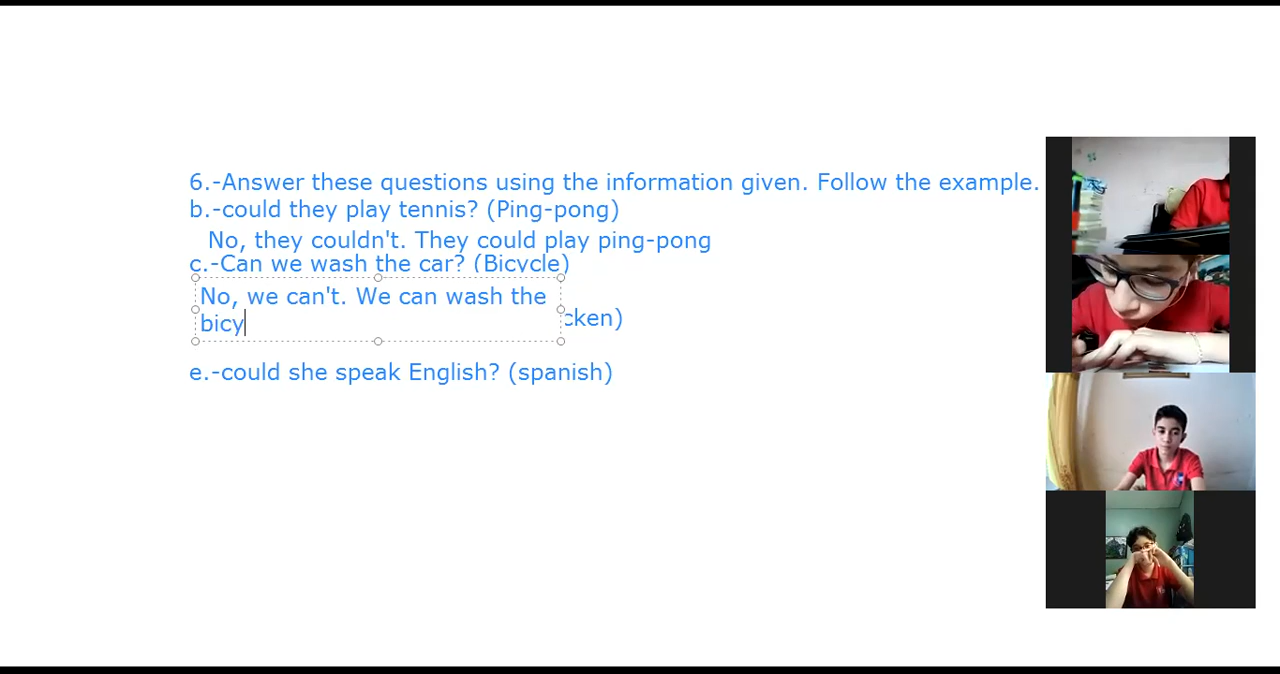 6.-Answer these questions using the information given. Follow the example.
b.-could they play tennis? (Ping-pong)
No, they couldn't. They could play ping-pong
c.-Can we wash the car? (Bicycle)
No, we can't. We can wash the
bicy
cken)
e.-could she speak English? (spanish)